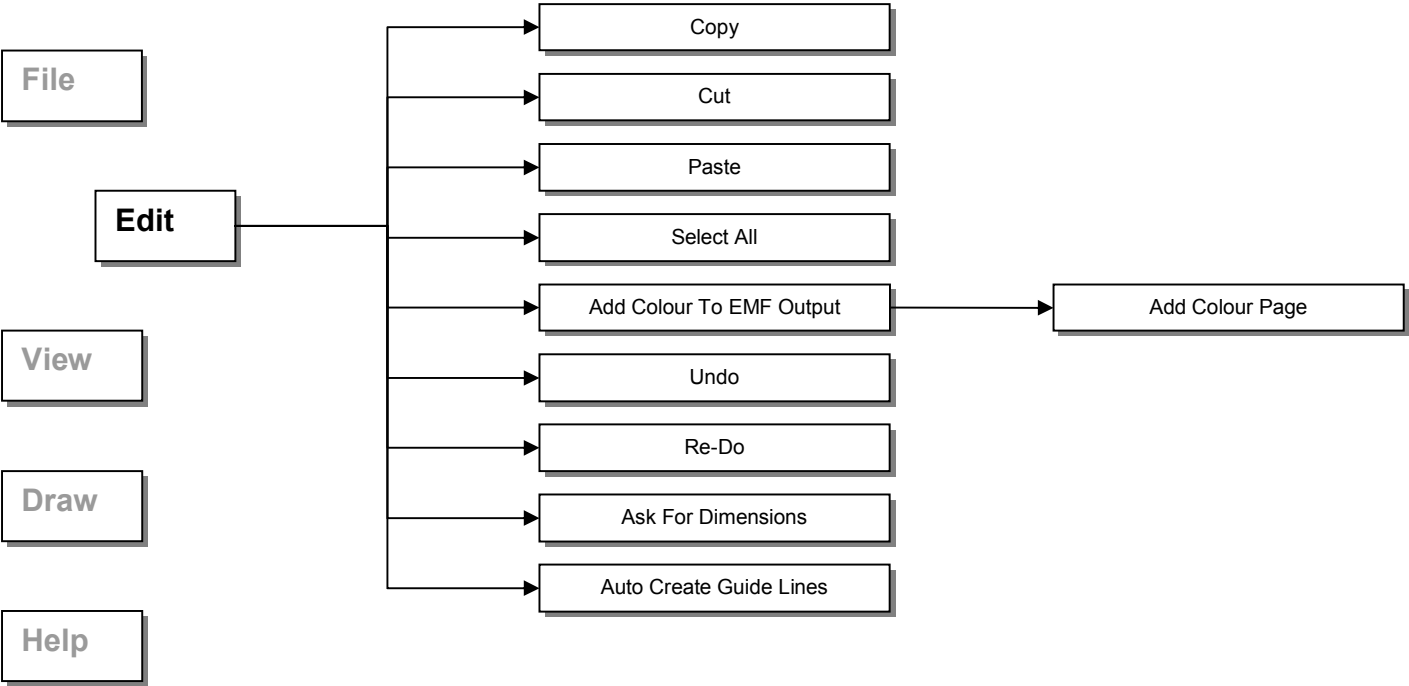 File
Edit
View
Draw
Help
Copy
Cut
Paste
Select All
Add Colour To EMF Output
Undo
Re-Do
Ask For Dimensions
Auto Create Guide Lines
Add Colour Page